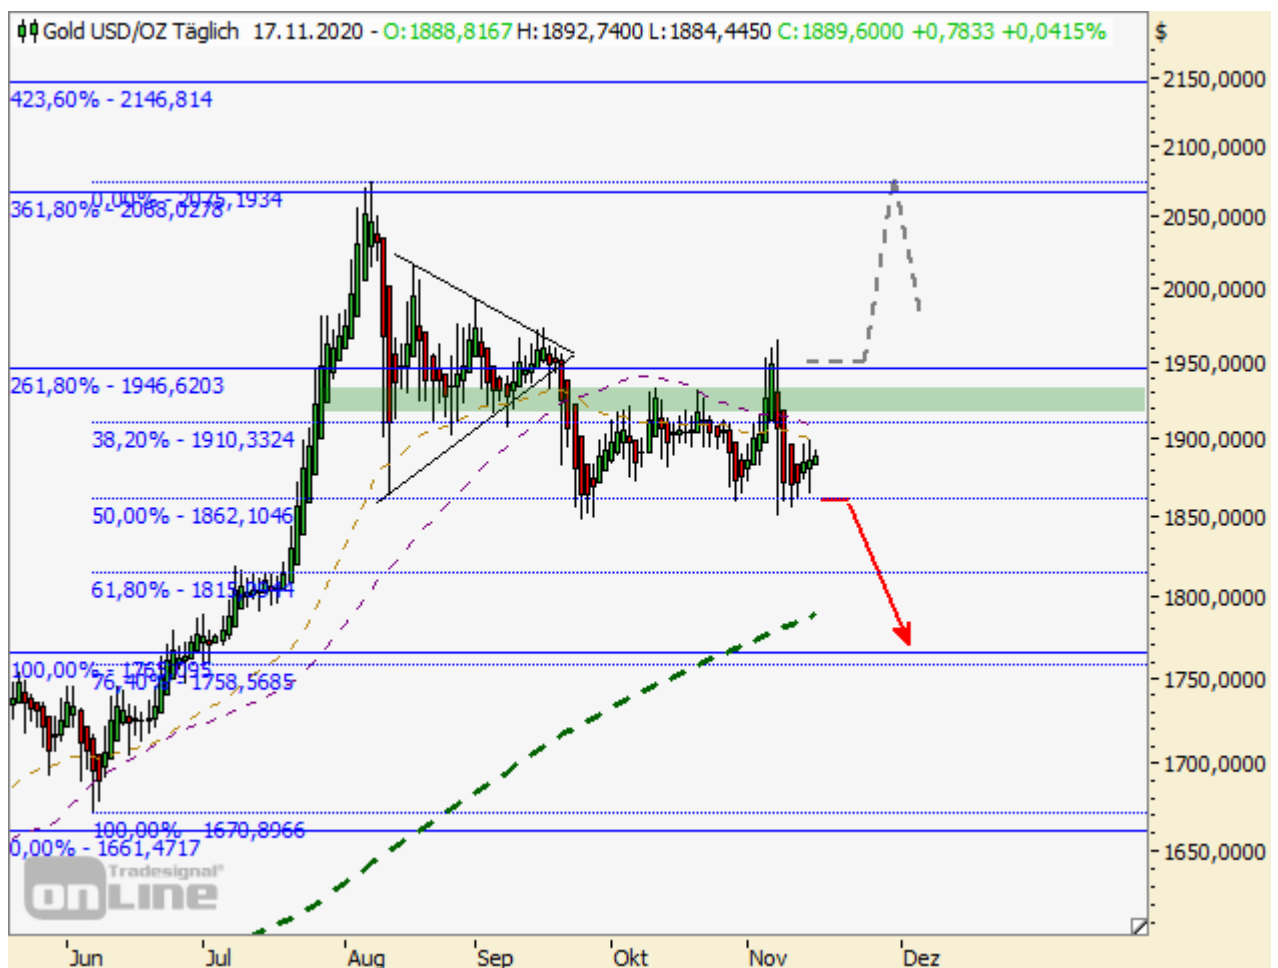 Gold USD/OZ Täglich 17.11.2020 - O:1888,8167 H:1892,7400 L:1884,4450 C:1889,6000 +0,7833 +0,0415%
$
2150,0000
423,60% - 2146,814
2100,0000
0,00% - 2075,1934
361,80% - 2068,0278
2050,0000
2000,0000
1950,0000
261,80% - 1946,6203
38,20% - 1910,3324
1900,0000
50,00% - 1862,1046
1850,0000
61,80% -
1800,0000
100,00% -
76,40% - 1758,5685
1750,0000
1700,0000
100,00% - 1670,8966
0,00% - 1661,4717
1650,0000
Tradesignal®
onLine
Jun Jul Aug Sep Okt Nov Dez